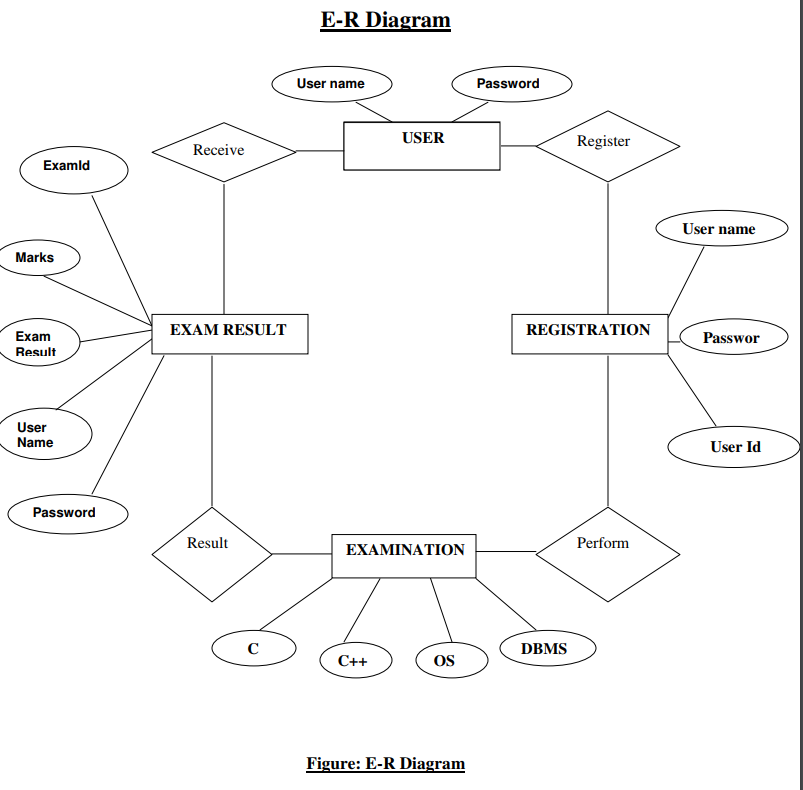 E-R Diagram
User name
Password
USER
Receive
Register
ExamId
User name
Marks
EXAM RESULT
REGISTRATION
Exam
Result
Passwor
User
Name
User Id
Password
Result
EXAMINATION
Perform
C
C++
OS
DBMS
Figure: E-R Diagram